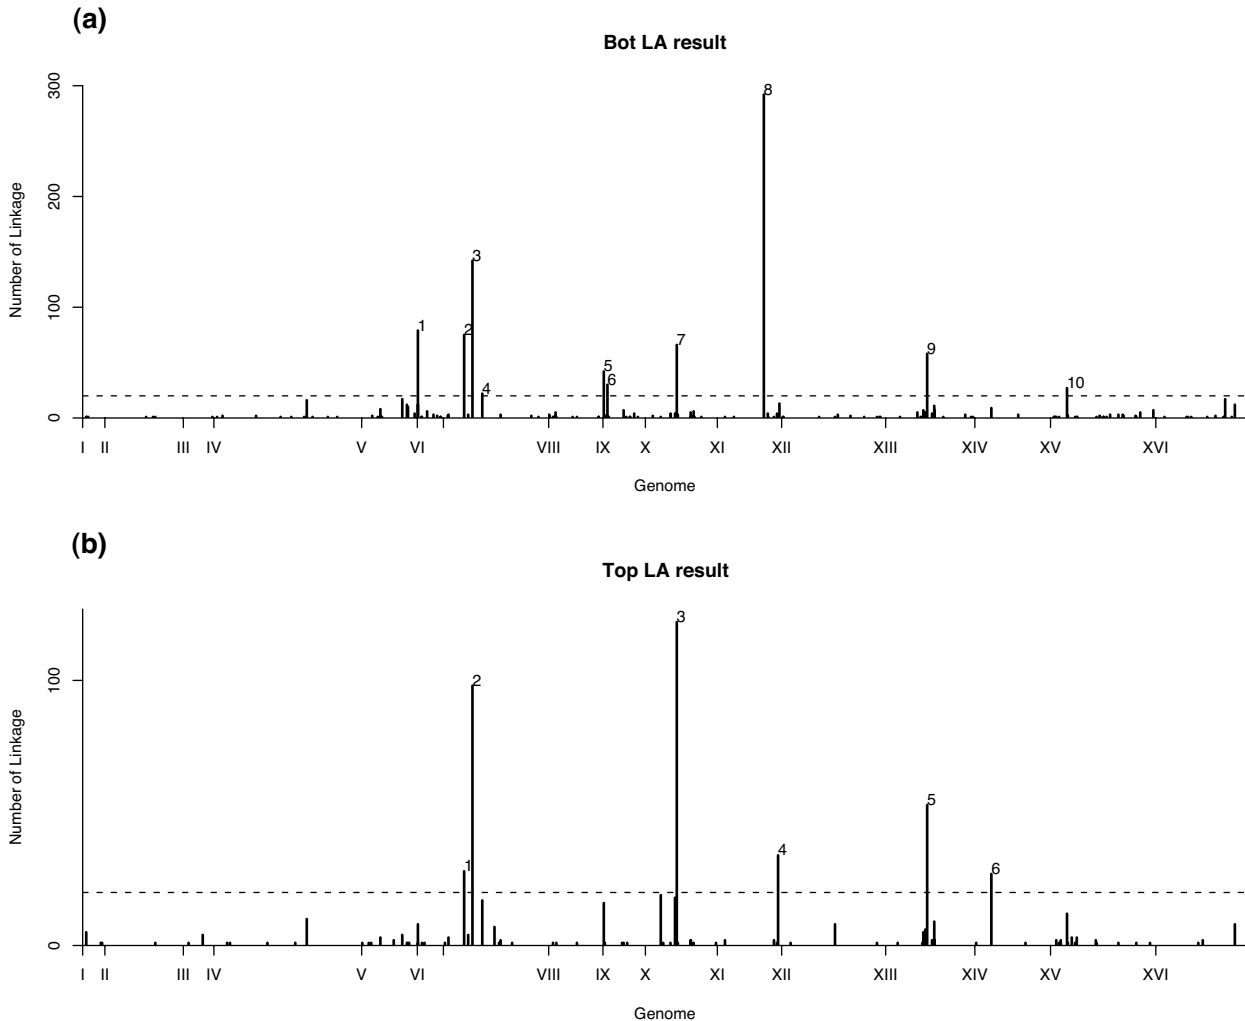 (a)
Bot LA result
Number of Linkage
300
200
100
0
1
2
3
4
5
6
7
8
9
10
I II III IV V VI VIII IX X XI XII XIII XIV XV XVI
Genome
(b)
Top LA result
Number of Linkage
100
0
1
2
3
4
5
6
I II III IV V VI VIII IX X XI XII XIII XIV XV XVI
Genome